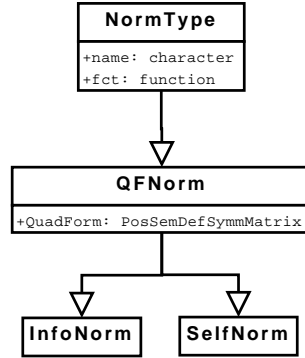 NormType
+name: character
+fct: function
QFNorm
+QuadForm: PosSemDefSymmMatrix
InfoNorm SelfNorm